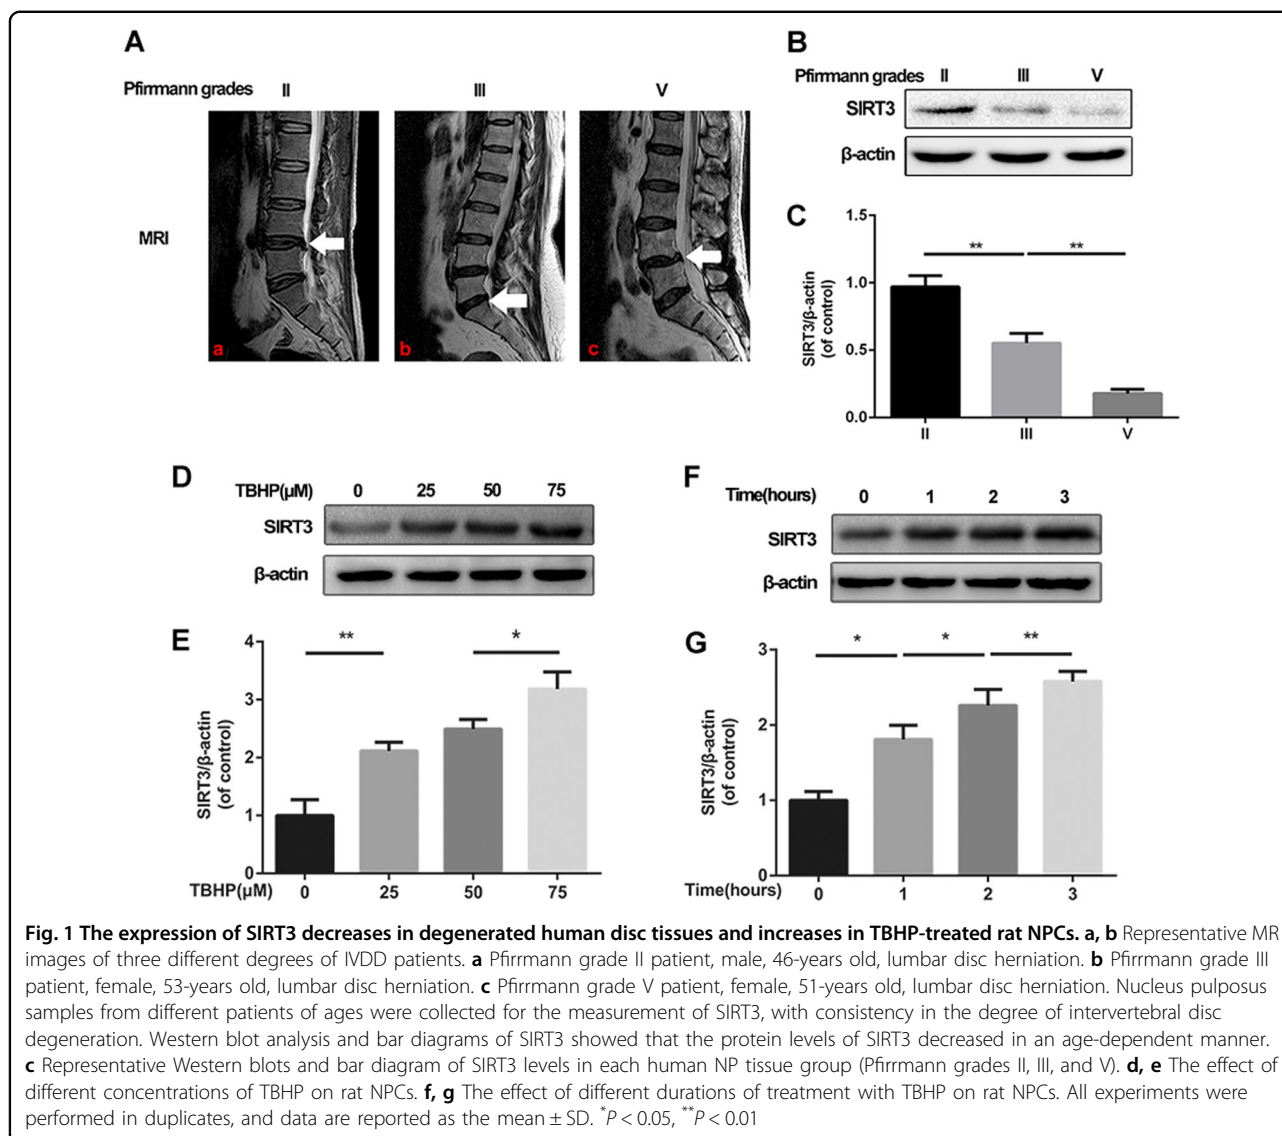 A
Pfirrmann grades II III V
MRI
a b c
B
Pfirrmann grades II III V
SIRT3
β-actin
C
SIRT3/β-actin
(of control)
1.5
1.0
0.5
0.0
** **
II III V
D
TBHP(μM) 0 25 50 75
SIRT3
β-actin
E
SIRT3/β-actin
(of control)
4
3
2
1
0
** *
TBHP(μM) 0 25 50 75
F
Time(hours) 0 1 2 3
SIRT3
β-actin
G
SIRT3/β-actin
(of control)
3
2
1
0
* * **
Time(hours) 0 1 2 3
Fig. 1 The expression of SIRT3 decreases in degenerated human disc tissues and increases in TBHP-treated rat NPCs. a, b Representative MR
images of three different degrees of IVDD patients. a Pfirrmann grade II patient, male, 46-years old, lumbar disc herniation. b Pfirrmann grade III
patient, female, 53-years old, lumbar disc herniation. c Pfirrmann grade V patient, female, 51-years old, lumbar disc herniation. Nucleus pulposus
samples from different patients of ages were collected for the measurement of SIRT3, with consistency in the degree of intervertebral disc
degeneration. Western blot analysis and bar diagrams of SIRT3 showed that the protein levels of SIRT3 decreased in an age-dependent manner.
c Representative Western blots and bar diagram of SIRT3 levels in each human NP tissue group (Pfirrmann grades II, III, and V). d, e The effect of
different concentrations of TBHP on rat NPCs. f, g The effect of different durations of treatment with TBHP on rat NPCs. All experiments were
performed in duplicates, and data are reported as the mean ± SD. *P < 0.05, **P < 0.01